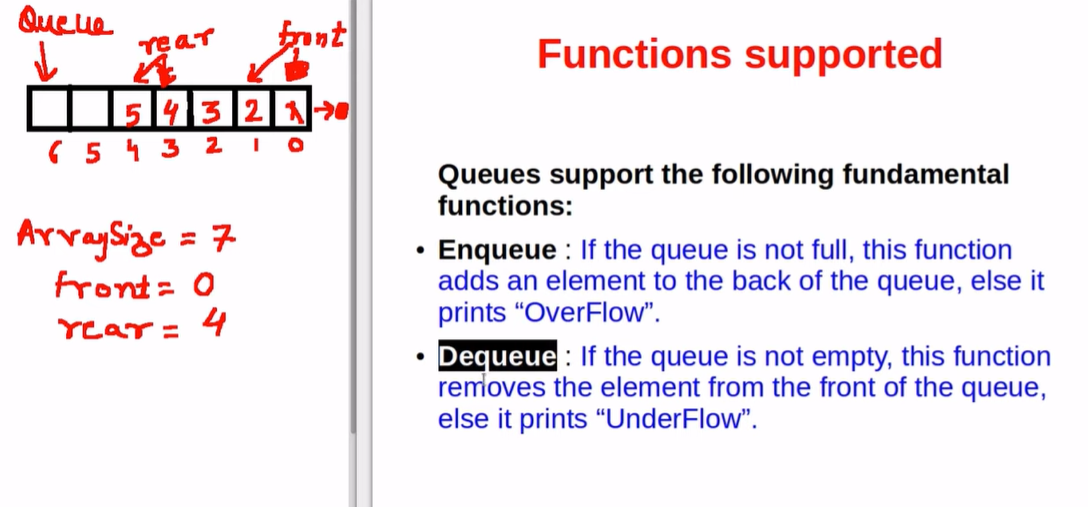 Queue
rear
front
5 4 3 2 1
6 5 4 3 2 1 0
ArraySize = 7
front = 0
rear = 4
Functions supported
Queues support the following fundamental
functions:
• Enqueue : If the queue is not full, this function
adds an element to the back of the queue, else it
prints “OverFlow”.
• Dequeue : If the queue is not empty, this function
removes the element from the front of the queue,
else it prints “UnderFlow”.